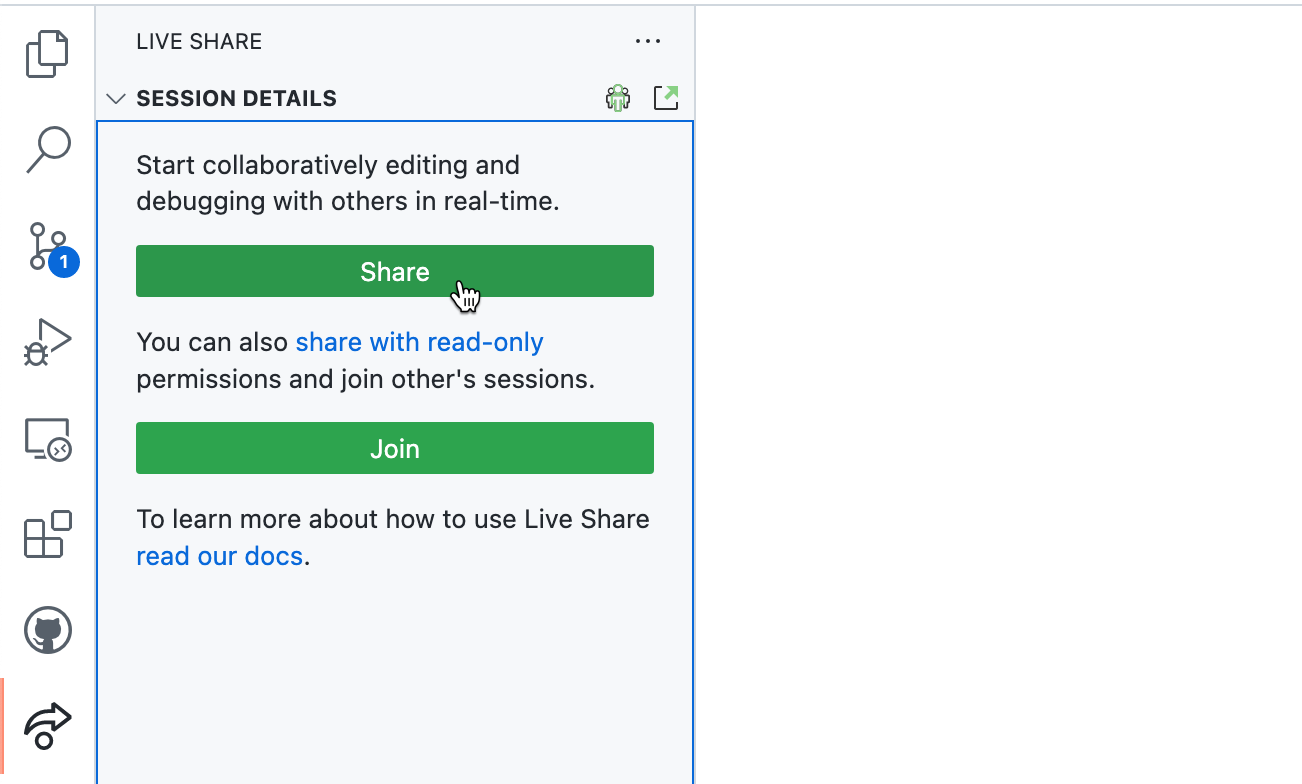 LIVE SHARE
SESSION DETAILS
Start collaboratively editing and
debugging with others in real-time.
Share
1
You can also share with read-only
permissions and join other's sessions.
Join
To learn more about how to use Live Share
read our docs.